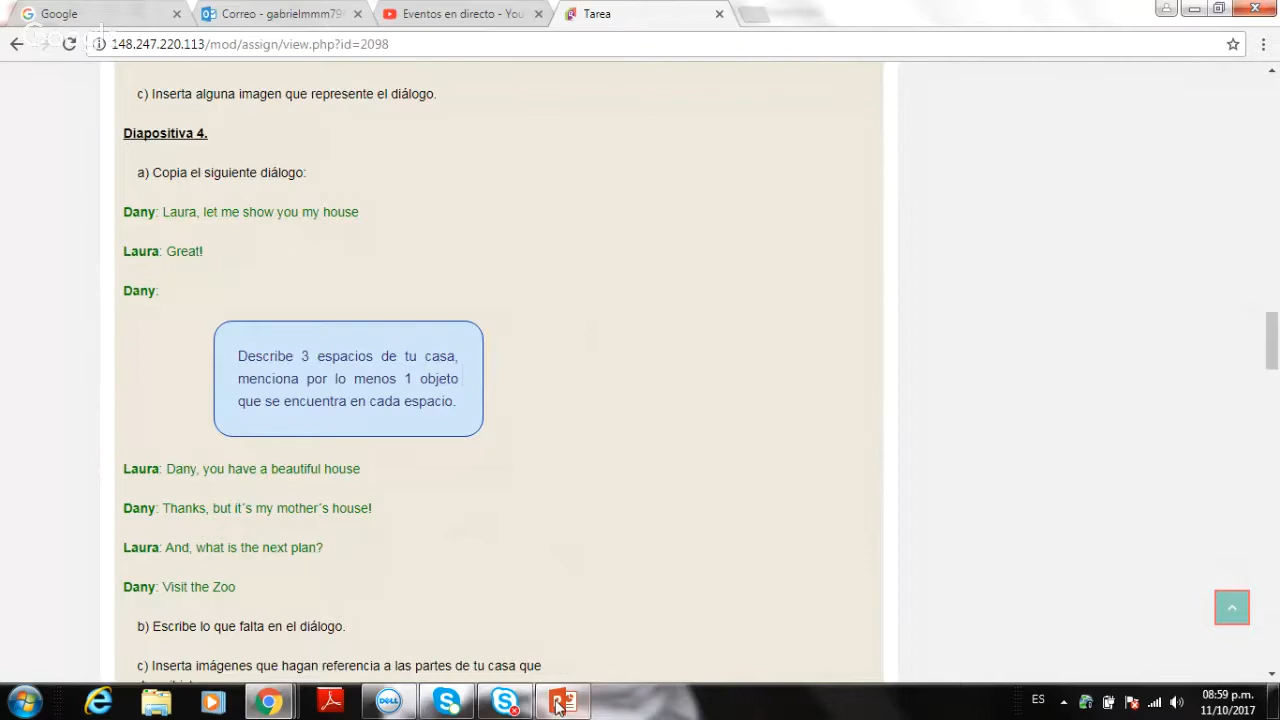 Google
Correo - gabrielmmm79
Eventos en directo - You
Tarea
148.247.220.113/mod/assign/view.php?id=2098
c) Inserta alguna imagen que represente el diálogo.
Diapositiva 4.
a) Copia el siguiente diálogo:
Dany: Laura, let me show you my house
Laura: Great!
Dany:
Describe 3 espacios de tu casa,
menciona por lo menos 1 objeto
que se encuentra en cada espacio.
Laura: Dany, you have a beautiful house
Dany: Thanks, but it´s my mother´s house!
Laura: And, what is the next plan?
Dany: Visit the Zoo
b) Escribe lo que falta en el diálogo.
c) Inserta imágenes que hagan referencia a las partes de tu casa que
DELL
ES
08:59 p.m.
11/10/2017